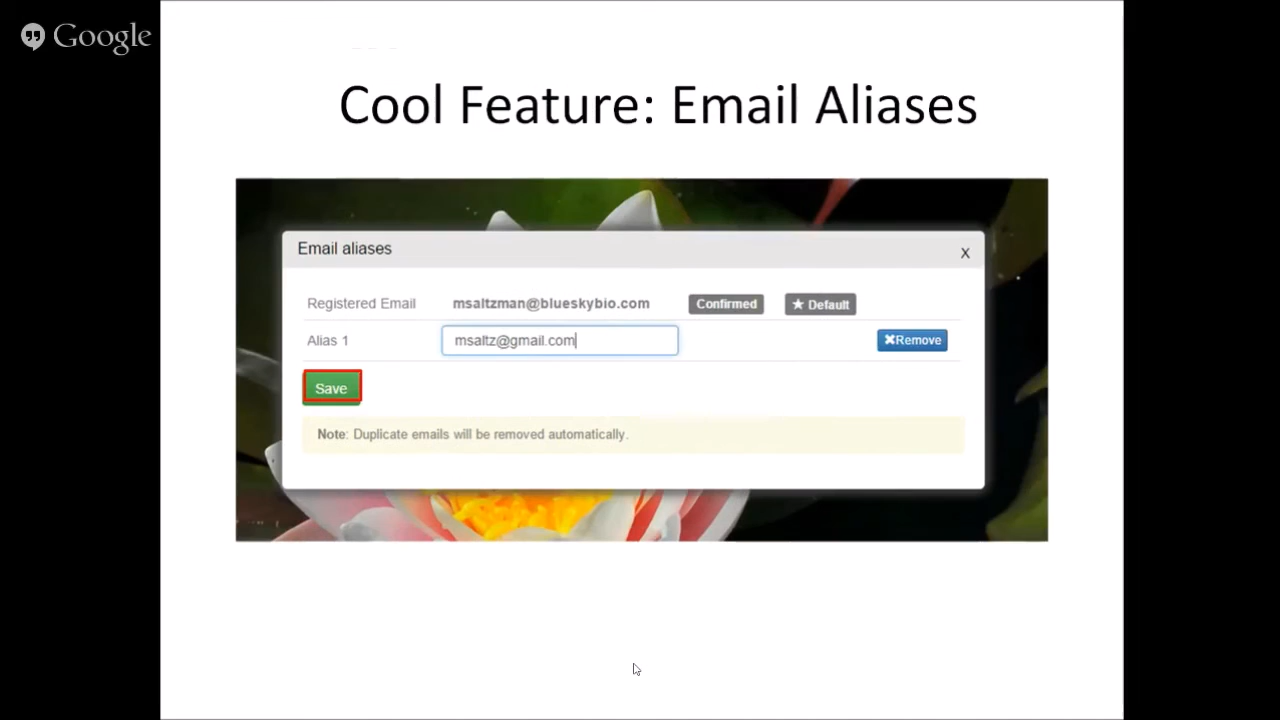 Google
Cool Feature: Email Aliases
Email aliases X
Registered Email msaltzman@blueskybio.com Confirmed ★ Default
Alias 1 msaltz@gmail.com ✖Remove
Save
Note: Duplicate emails will be removed automatically.